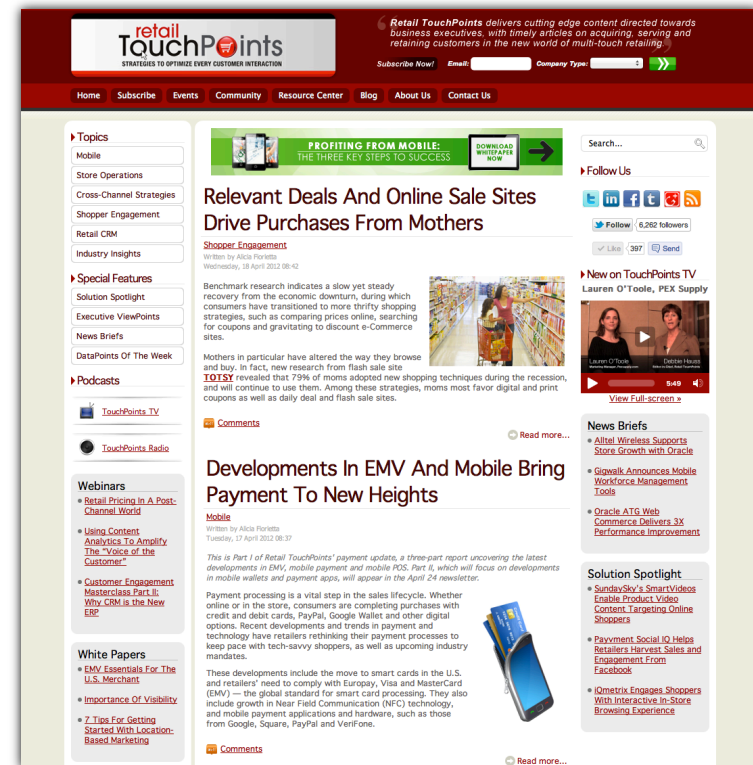 retail
TouchPoints
STRATEGIES TO OPTIMIZE EVERY CUSTOMER INTERACTION
Retail TouchPoints delivers cutting edge content directed towards
business executives, with timely articles on acquiring, serving and
retaining customers in the new world of multi-touch retailing.
Subscribe Now! Email: Company Type:
Home Subscribe Events Community Resource Center Blog About Us Contact Us
Topics
Mobile
Store Operations
Cross-Channel Strategies
Shopper Engagement
Retail CRM
Industry Insights
Special Features
Solution Spotlight
Executive ViewPoints
News Briefs
DataPoints Of The Week
Podcasts
TouchPoints TV
TouchPoints Radio
Webinars
Retail Pricing In A Post-
Channel World
Using Content
Analytics To Amplify
The "Voice of the
Customer"
Customer Engagement
Masterclass Part II:
Why CRM is the New
ERP
White Papers
EMV Essentials For The
U.S. Merchant
Importance Of Visibility
7 Tips For Getting
Started With Location-
Based Marketing
PROFITING FROM MOBILE:
THE THREE KEY STEPS TO SUCCESS
DOWNLOAD
WHITEPAPER
NOW
Relevant Deals And Online Sale Sites
Drive Purchases From Mothers
Shopper Engagement
Written by Alicia Fiorletta
Wednesday, 18 April 2012 08:42
Benchmark research indicates a slow yet steady
recovery from the economic downturn, during which
consumers have transitioned to more thrifty shopping
strategies, such as comparing prices online, searching
for coupons and gravitating to discount e-Commerce
sites.
Mothers in particular have altered the way they browse
and buy. In fact, new research from flash sale site
TOTSY revealed that 79% of moms adopted new shopping techniques during the recession,
and will continue to use them. Among these strategies, moms most favor digital and print
coupons as well as daily deal and flash sale sites.
Comments
Read more...
Developments In EMV And Mobile Bring
Payment To New Heights
Mobile
Written by Alicia Fiorletta
Tuesday, 17 April 2012 08:37
This is Part I of Retail TouchPoints' payment update, a three-part report uncovering the latest
developments in EMV, mobile payment and mobile POS. Part II, which will focus on developments
in mobile wallets and payment apps, will appear in the April 24 newsletter.
Payment processing is a vital step in the sales lifecycle. Whether
online or in the store, consumers are completing purchases with
credit and debit cards, PayPal, Google Wallet and other digital
options. Recent developments and trends in payment and
technology have retailers rethinking their payment processes to
keep pace with tech-savvy shoppers, as well as upcoming industry
mandates.
These developments include the move to smart cards in the U.S.
and retailers' need to comply with Europay, Visa and MasterCard
(EMV) — the global standard for smart card processing. They also
include growth in Near Field Communication (NFC) technology,
and mobile payment applications and hardware, such as those
from Google, Square, PayPal and VeriFone.
Comments
Read more...
Search...
Follow Us
Follow 6,262 followers
Like 397 Send
New on TouchPoints TV
Lauren O'Toole, PEX Supply
Lauren O'Toole Debbie Hauss
5:49
View Full-screen »
News Briefs
Alltel Wireless Supports
Store Growth with Oracle
Gigwalk Announces Mobile
Workforce Management
Tools
Oracle ATG Web
Commerce Delivers 3X
Performance Improvement
Solution Spotlight
SundaySky's SmartVideos
Enable Product Video
Content Targeting Online
Shoppers
Payvment Social IQ Helps
Retailers Harvest Sales and
Engagement From
Facebook
iQmetrix Engages Shoppers
With Interactive In-Store
Browsing Experience